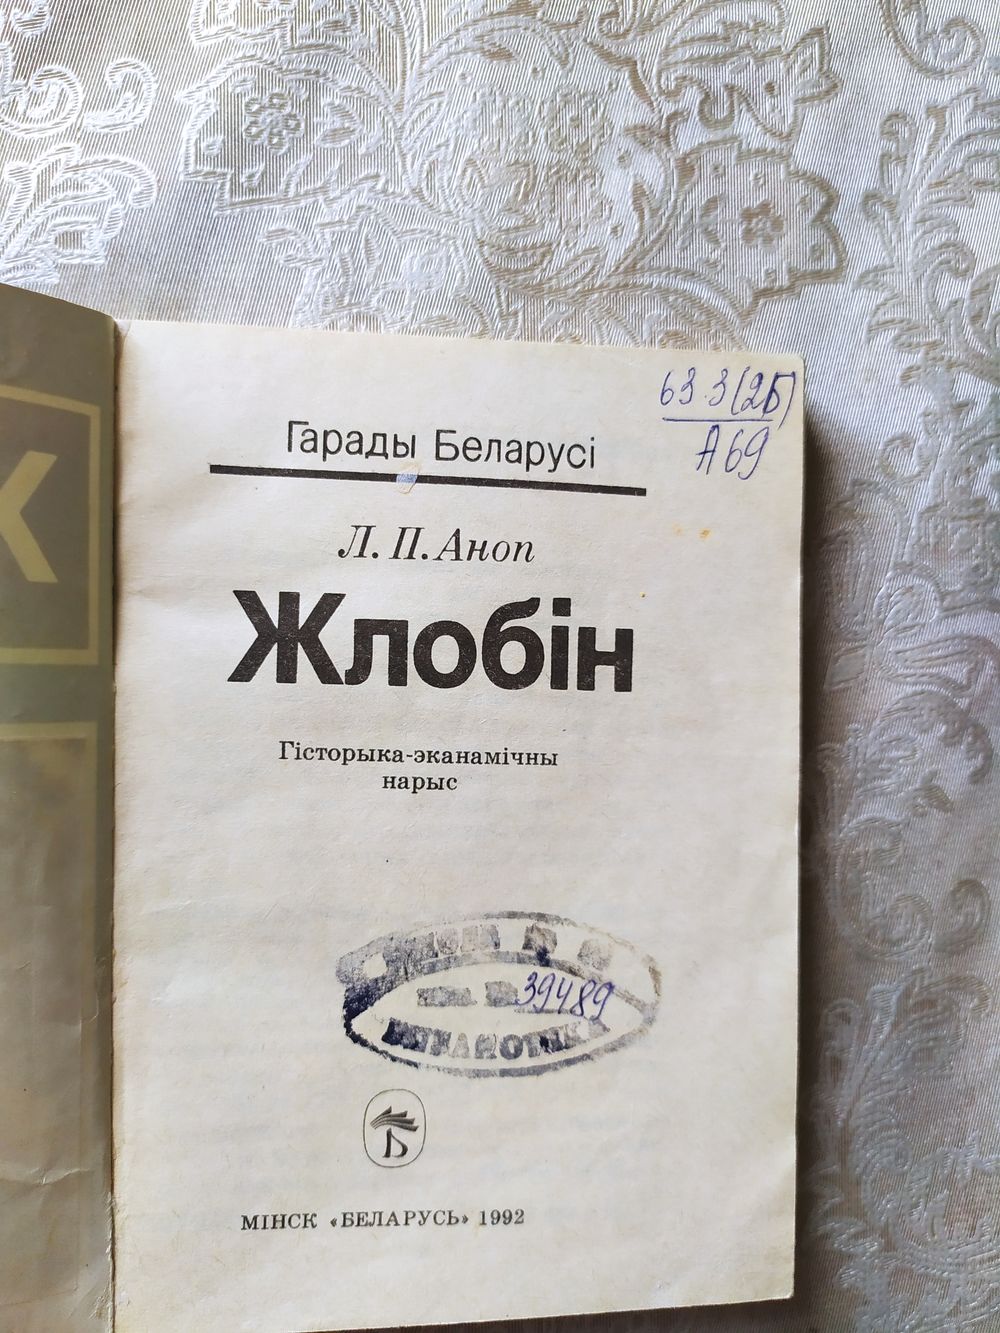 63.3(2Б)
А69
Гарады Беларусі
Л. П. Аноп
Жлобін
Гісторыка-эканамічны
нарыс
39489
Б
МІНСК «БЕЛАРУСЬ» 1992